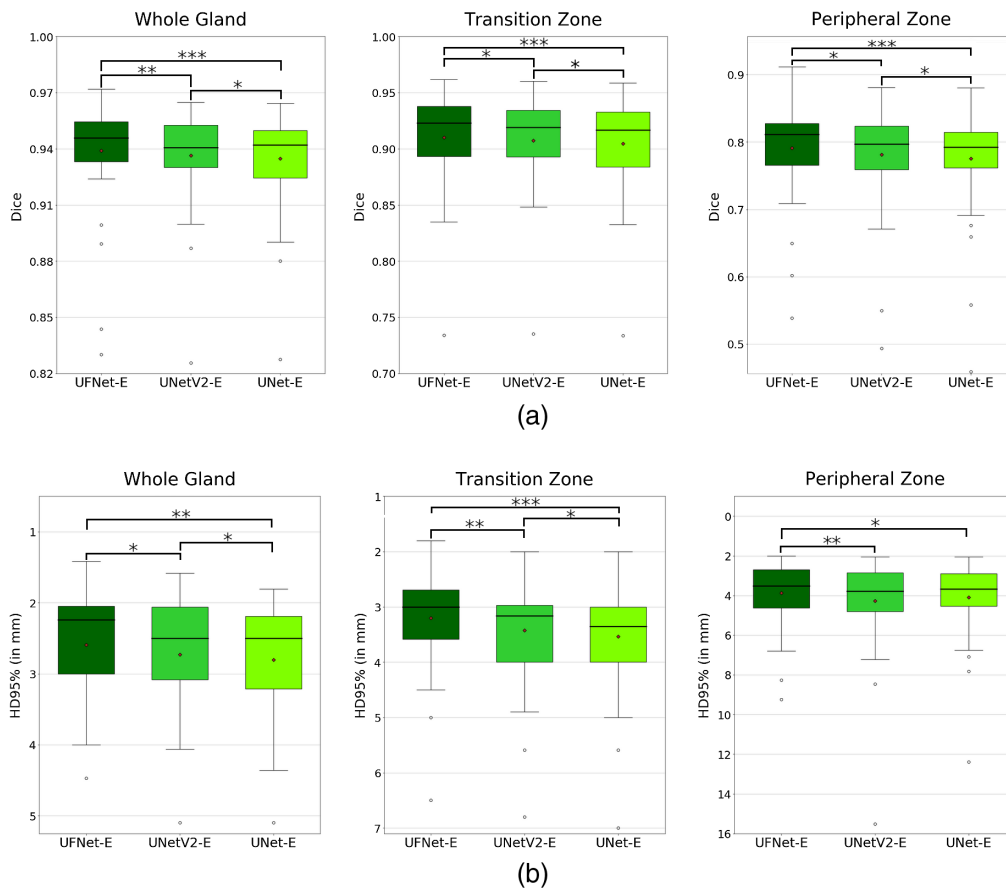 Whole Gland
Transition Zone
Peripheral Zone
1.00
0.97
0.94
0.91
0.88
0.85
0.82
Dice
***
**
*
UFNet-E
UNetV2-E
UNet-E
1.00
0.95
0.90
0.85
0.80
0.75
0.70
Dice
***
*
*
UFNet-E
UNetV2-E
UNet-E
0.9
0.8
0.7
0.6
0.5
Dice
***
*
*
UFNet-E
UNetV2-E
UNet-E
(a)
Whole Gland
Transition Zone
Peripheral Zone
1
2
3
4
5
HD95% (in mm)
**
*
*
UFNet-E
UNetV2-E
UNet-E
1
2
3
4
5
6
7
HD95% (in mm)
***
**
*
UFNet-E
UNetV2-E
UNet-E
0
2
4
6
8
10
12
14
16
HD95% (in mm)
*
**
UFNet-E
UNetV2-E
UNet-E
(b)